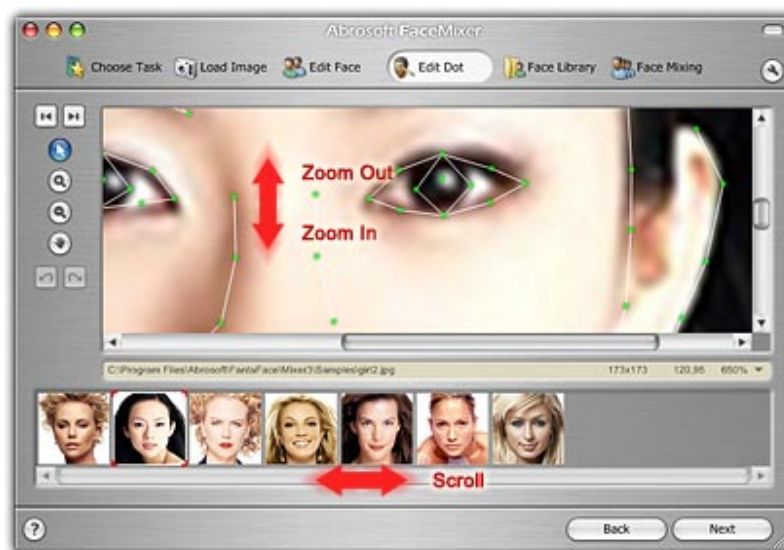 Abrosoft FaceMixer
Choose Task Load Image Edit Face Edit Dot Face Library Face Mixing
Zoom Out
Zoom In
C:\Program Files\Abrosoft\FantaFace\Mixer3\Samples\girl2.jpg 173x173 120,95 650%
Scroll
? Back Next